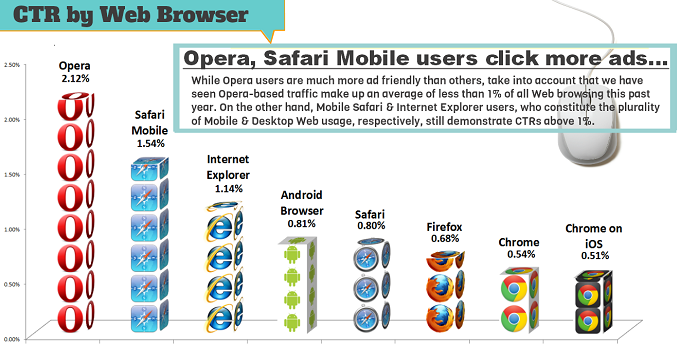 CTR by Web Browser
Opera, Safari Mobile users click more ads...
While Opera users are much more ad friendly than others, take into account that we have
seen Opera-based traffic make up an average of less than 1% of all Web browsing this past
year. On the other hand, Mobile Safari & Internet Explorer users, who constitute the plurality
of Mobile & Desktop Web usage, respectively, still demonstrate CTRs above 1%.
2.50%
2.00%
1.50%
1.00%
0.50%
0.00%
Opera
2.12%
Safari
Mobile
1.54%
Internet
Explorer
1.14%
Android
Browser
0.81%
Safari
0.80%
Firefox
0.68%
Chrome
0.54%
Chrome on
iOS
0.51%